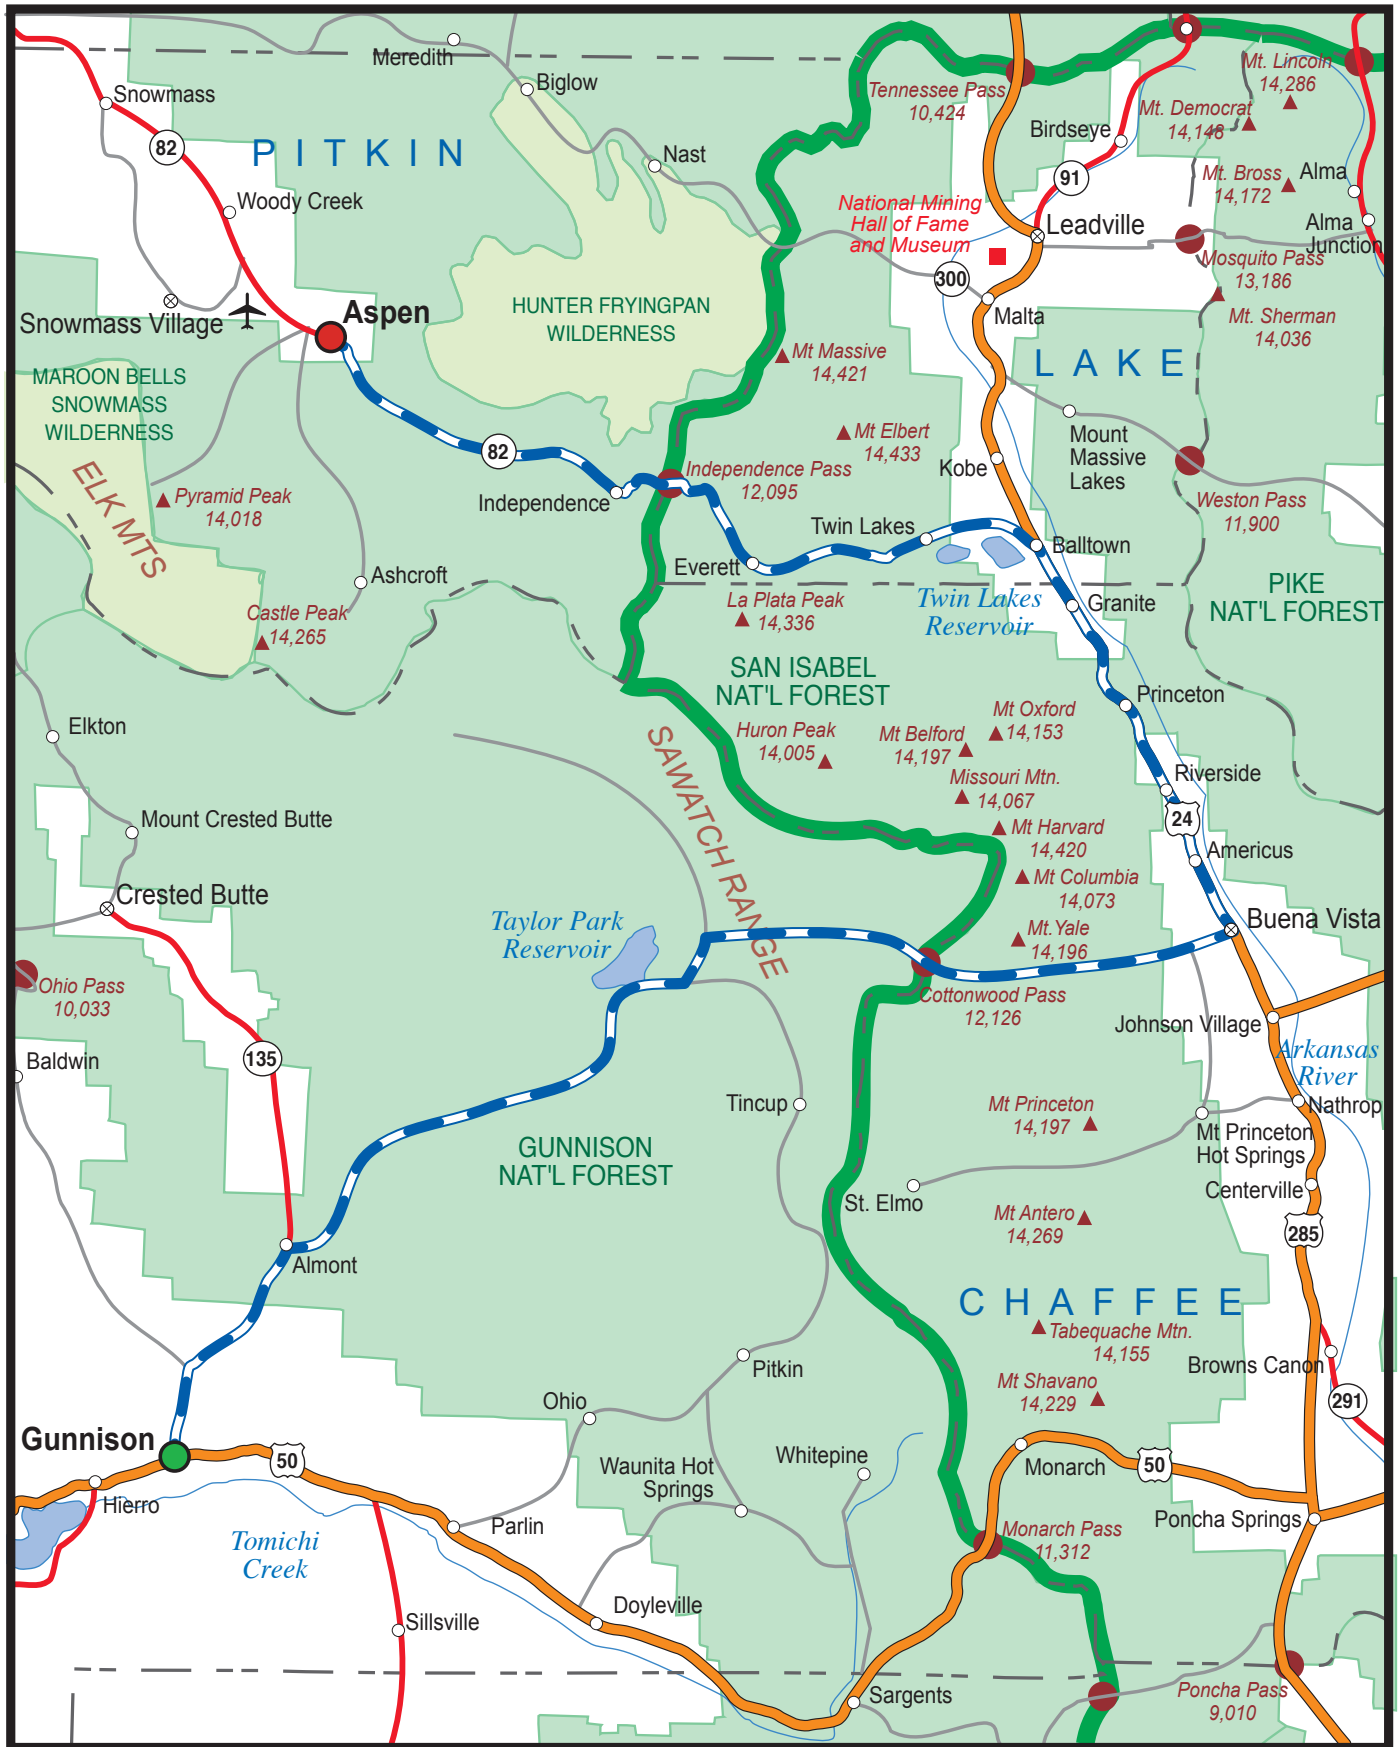 Meredith
Biglow
Snowmass
82
PITKIN
Nast
Woody Creek
Snowmass Village
Aspen
HUNTER FRYINGPAN
WILDERNESS
MAROON BELLS
SNOWMASS
WILDERNESS
ELK MTS
Pyramid Peak
14,018
82
Independence
Ashcroft
Castle Peak
14,265
Tennessee Pass
10,424
Birdseye
91
Mt. Lincoln
14,286
Mt. Democrat
14,148
Mt. Bross
14,172
Alma
Alma
Junction
National Mining
Hall of Fame
and Museum
Leadville
300
Malta
Mosquito Pass
13,186
Mt. Sherman
14,036
LAKE
Mt Massive
14,421
Mt Elbert
14,433
Kobe
Mount
Massive
Lakes
Independence Pass
12,095
Weston Pass
11,900
Twin Lakes
Everett
Balltown
Granite
Twin Lakes
Reservoir
La Plata Peak
14,336
PIKE
NAT'L FOREST
SAN ISABEL
NAT'L FOREST
Princeton
Mt Oxford
14,153
Huron Peak
14,005
Mt Belford
14,197
Missouri Mtn.
14,067
Riverside
24
Mt Harvard
14,420
Americus
Mt Columbia
14,073
Mt.Yale
14,196
Buena Vista
SAWATCH RANGE
Elkton
Mount Crested Butte
Crested Butte
Taylor Park
Reservoir
Ohio Pass
10,033
Baldwin
135
Cottonwood Pass
12,126
Johnson Village
Arkansas
River
Nathrop
Tincup
Mt Princeton
14,197
Mt Princeton
Hot Springs
GUNNISON
NAT'L FOREST
St. Elmo
Centerville
Mt Antero
14,269
285
Almont
CHAFFEE
Tabequache Mtn.
14,155
Browns Canon
Mt Shavano
14,229
291
Pitkin
Ohio
Gunnison
50
Hierro
Waunita Hot
Springs
Whitepine
Monarch
50
Poncha Springs
Parlin
Tomichi
Creek
Monarch Pass
11,312
Doyleville
Sillsville
Sargents
Poncha Pass
9,010